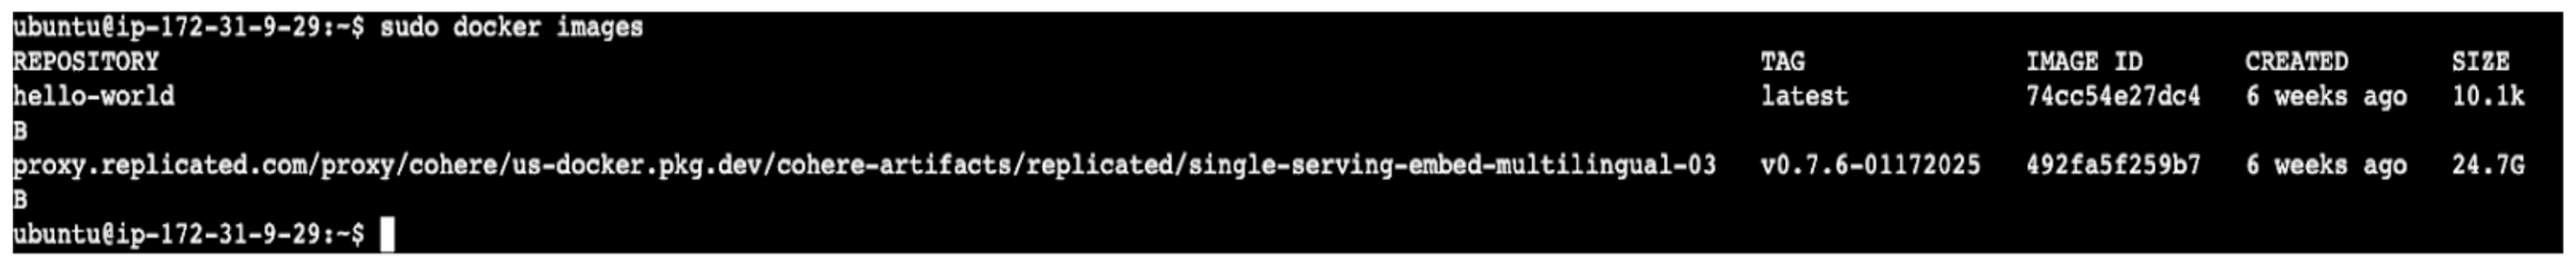 ubuntu@ip-172-31-9-29:~$ sudo docker images
REPOSITORY TAG IMAGE ID CREATED SIZE
hello-world latest 74cc54e27dc4 6 weeks ago 10.1k
B
proxy.replicated.com/proxy/cohere/us-docker.pkg.dev/cohere-artifacts/replicated/single-serving-embed-multilingual-03 v0.7.6-01172025 492fa5f259b7 6 weeks ago 24.7G
B
ubuntu@ip-172-31-9-29:~$